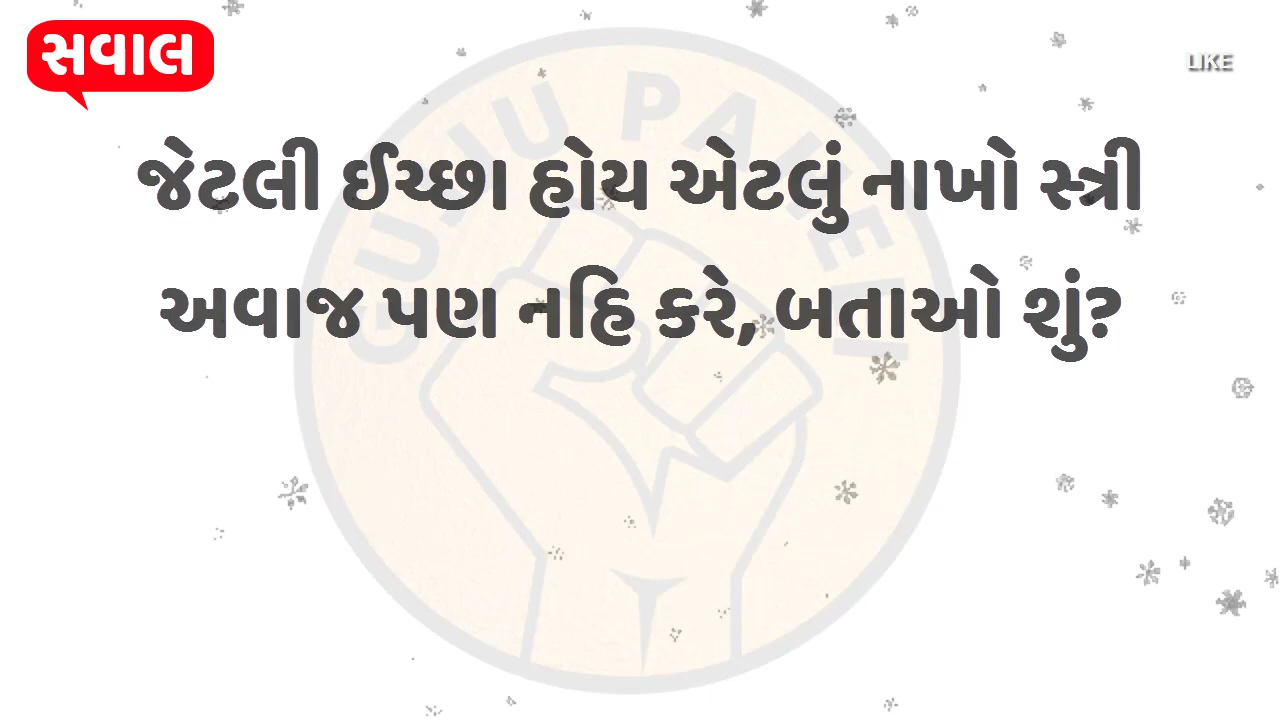 સવાલ
LIKE
જેટલી ઈચ્છા હોય એટલું નાખો સ્ત્રી
અવાજ પણ નહિ કરે, બતાઓ શું?